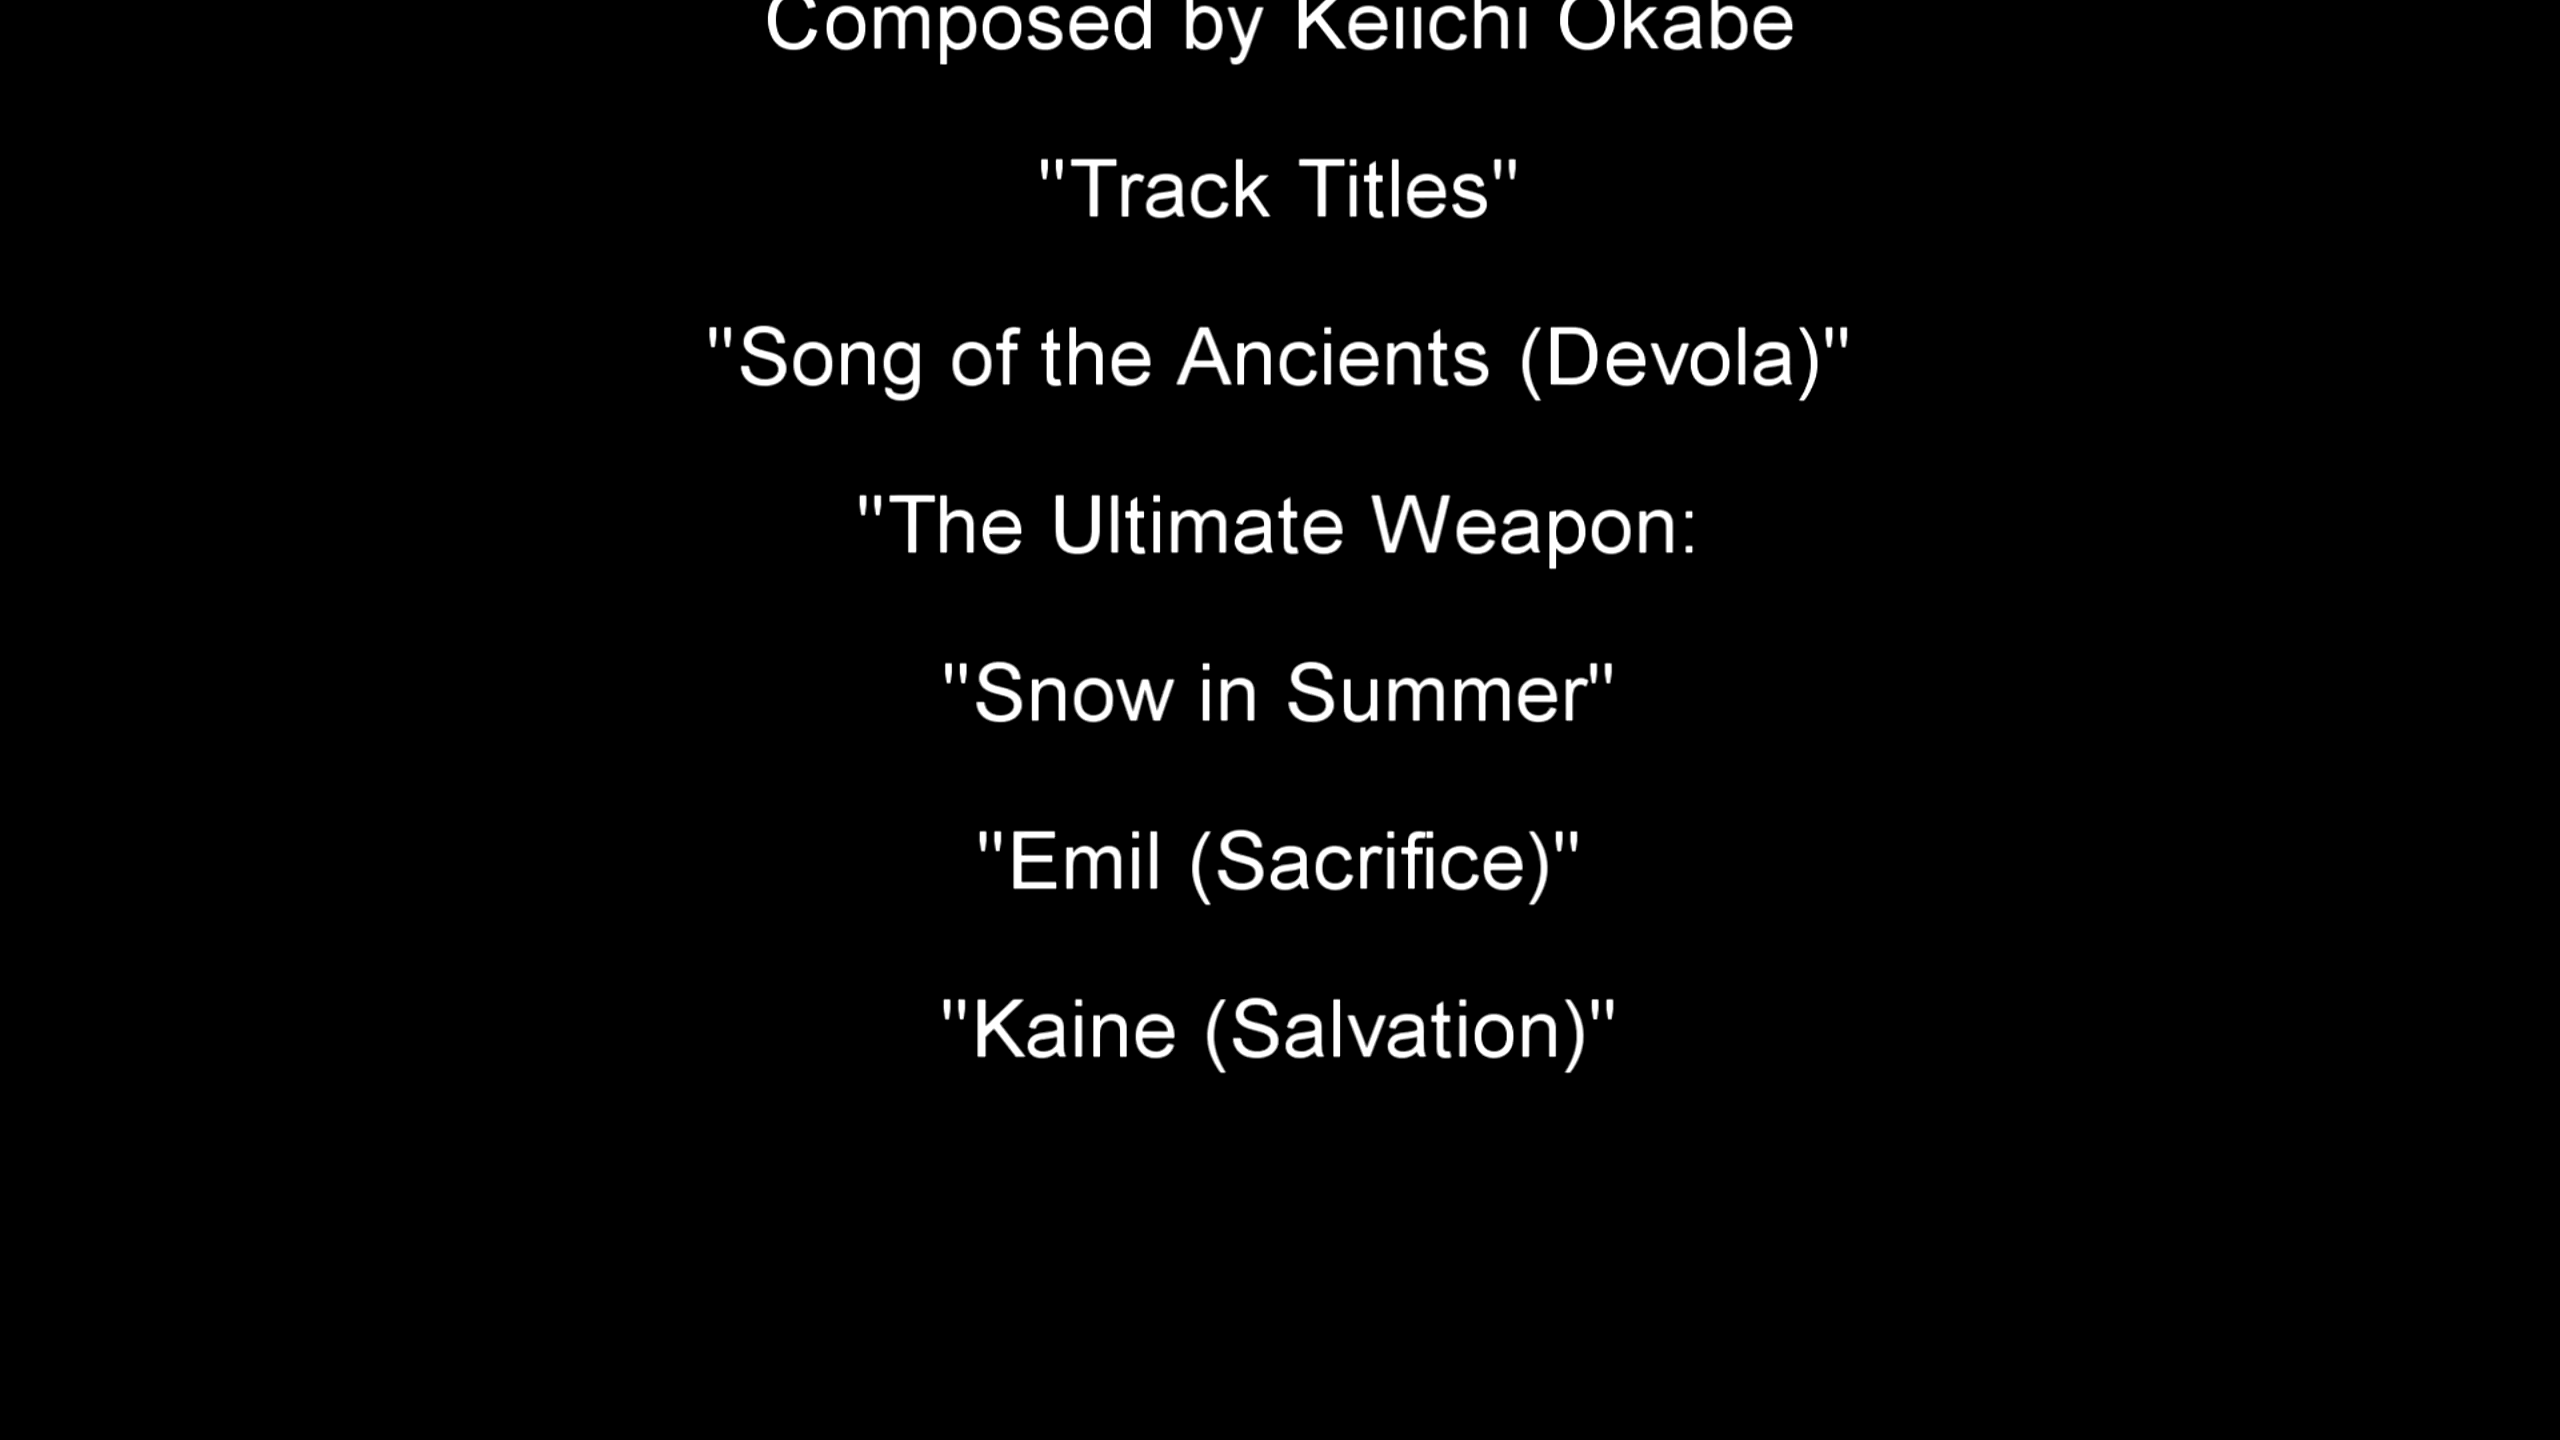 Composed by Keiichi Okabe
"Track Titles"
"Song of the Ancients (Devola)"
"The Ultimate Weapon:
"Snow in Summer"
"Emil (Sacrifice)"
"Kaine (Salvation)"